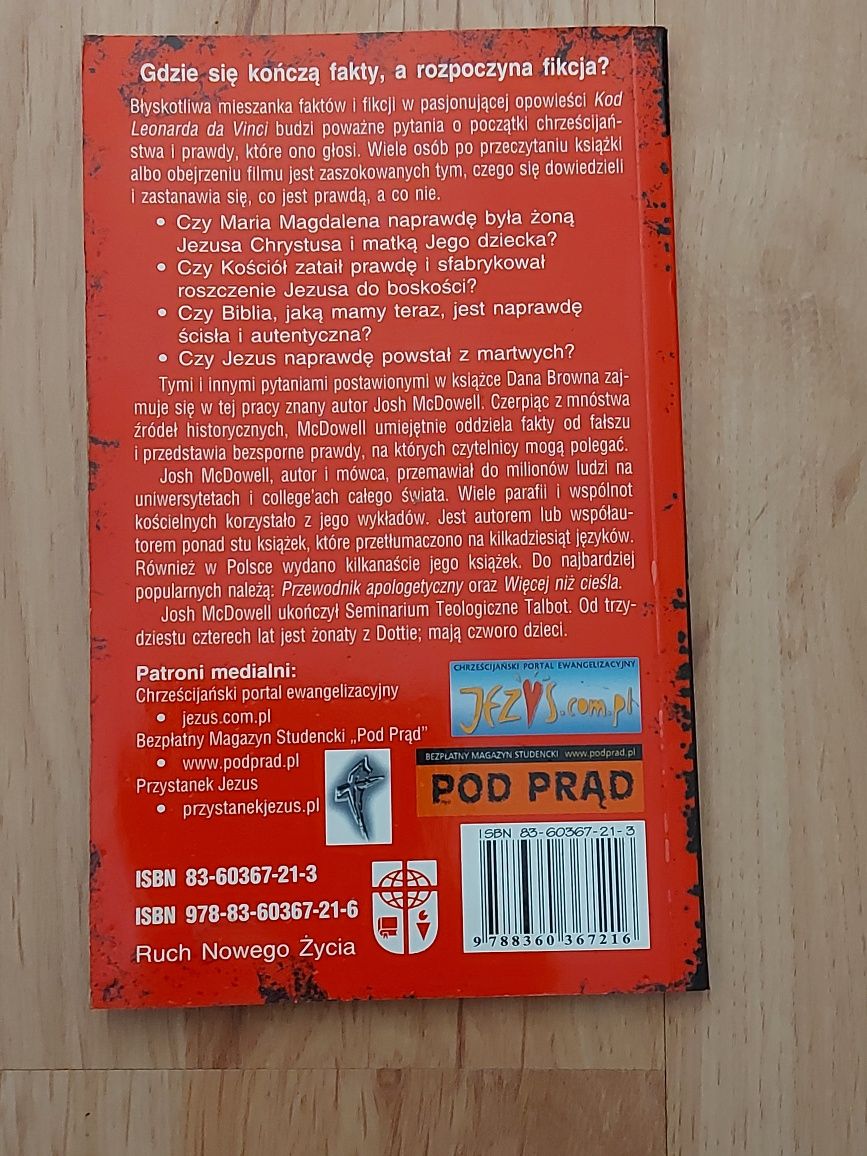 Gdzie się kończą fakty, a rozpoczyna fikcja?
Błyskotliwa mieszanka faktów i fikcji w pasjonującej opowieści Kod
Leonarda da Vinci budzi poważne pytania o początki chrześcijań-
stwa i prawdy, które ono głosi. Wiele osób po przeczytaniu książki
albo obejrzeniu filmu jest zaszokowanych tym, czego się dowiedzieli
i zastanawia się, co jest prawdą, a co nie.
• Czy Maria Magdalena naprawdę była żoną
Jezusa Chrystusa i matką Jego dziecka?
• Czy Kościół zataił prawdę i sfabrykował
roszczenie Jezusa do boskości?
• Czy Biblia, jaką mamy teraz, jest naprawdę
ścisła i autentyczna?
• Czy Jezus naprawdę powstał z martwych?
Tymi i innymi pytaniami postawionymi w książce Dana Browna zaj-
muje się w tej pracy znany autor Josh McDowell. Czerpiąc z mnóstwa
źródeł historycznych, McDowell umiejętnie oddziela fakty od fałszu
i przedstawia bezsporne prawdy, na których czytelnicy mogą polegać.
Josh McDowell, autor i mówca, przemawiał do milionów ludzi na
uniwersytetach i college'ach całego świata. Wiele parafii i wspólnot
kościelnych korzystało z jego wykładów. Jest autorem lub współau-
torem ponad stu książek, które przetłumaczono na kilkadziesiąt języków.
Również w Polsce wydano kilkanaście jego książek. Do najbardziej
popularnych należą: Przewodnik apologetyczny oraz Więcej niż cieśla.
Josh McDowell ukończył Seminarium Teologiczne Talbot. Od trzy-
dziestu czterech lat jest żonaty z Dottie; mają czworo dzieci.
Patroni medialni:
Chrześcijański portal ewangelizacyjny
• jezus.com.pl
Bezpłatny Magazyn Studencki „Pod Prąd"
• www.podprad.pl
Przystanek Jezus
• przystanekjezus.pl
CHRZEŚCIJAŃSKI PORTAL EWANGELIZACYJNY
JEZUS.com.pl
BEZPŁATNY MAGAZYN STUDENCKI www.podprad.pl
POD PRĄD
ISBN 83-60367-21-3
ISBN 978-83-60367-21-6
Ruch Nowego Życia
ISBN 83-60367-21-3
9 788360 367216